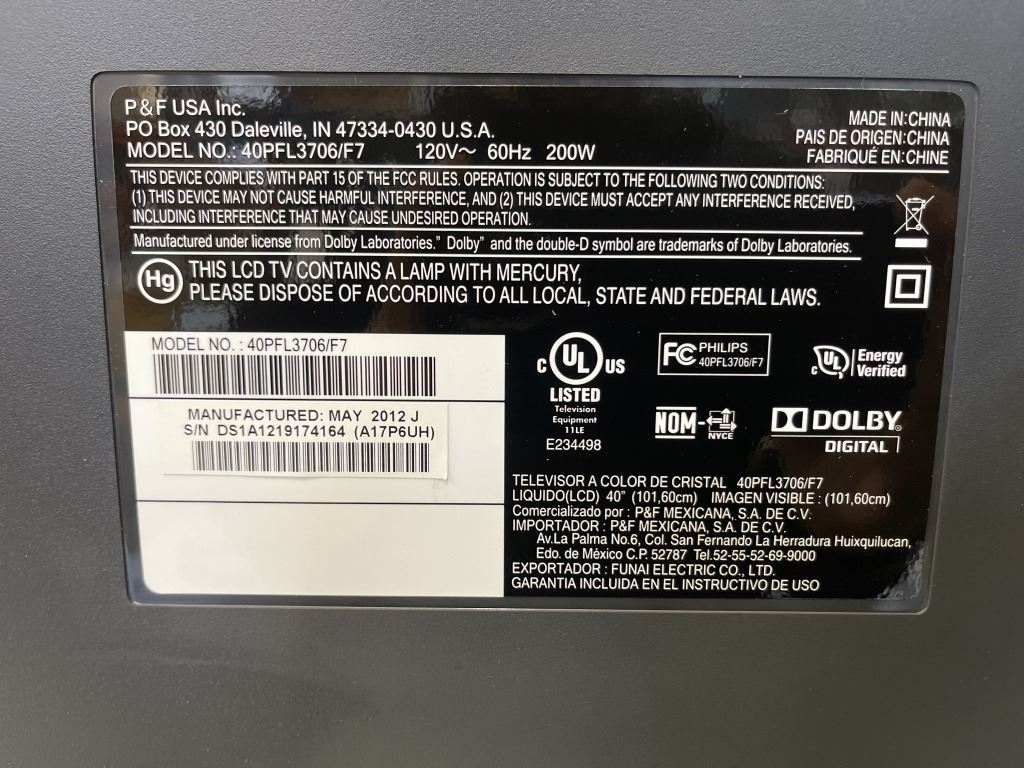 P&F USA Inc.
PO Box 430 Daleville, IN 47334-0430 U.S.A.
MODEL NO.: 40PFL3706/F7 120V~ 60Hz 200W
MADE IN:CHINA
PAIS DE ORIGEN:CHINA
FABRIQUÉ EN:CHINE
THIS DEVICE COMPLIES WITH PART 15 OF THE FCC RULES. OPERATION IS SUBJECT TO THE FOLLOWING TWO CONDITIONS:
(1) THIS DEVICE MAY NOT CAUSE HARMFUL INTERFERENCE, AND (2) THIS DEVICE MUST ACCEPT ANY INTERFERENCE RECEIVED,
INCLUDING INTERFERENCE THAT MAY CAUSE UNDESIRED OPERATION.
Manufactured under license from Dolby Laboratories." Dolby" and the double-D symbol are trademarks of Dolby Laboratories.
Hg
THIS LCD TV CONTAINS A LAMP WITH MERCURY,
PLEASE DISPOSE OF ACCORDING TO ALL LOCAL, STATE AND FEDERAL LAWS.
MODEL NO. : 40PFL3706/F7
MANUFACTURED: MAY 2012 J
S/N DS1A1219174164 (A17P6UH)
C UL US
LISTED
Television
Equipment
11LE
E234498
FC PHILIPS
40PFL3706/F7
c UL Energy
Verified
NOM-
NYCE
DOLBY
DIGITAL
TELEVISOR A COLOR DE CRISTAL 40PFL3706/F7
LIQUIDO(LCD) 40" (101,60cm) IMAGEN VISIBLE : (101,60cm)
Comercializado por : P&F MEXICANA, S.A. DE C.V.
IMPORTADOR : P&F MEXICANA, S.A. DE C.V.
Av.La Palma No.6, Col. San Fernando La Herradura Huixquilucan,
Edo. de México C.P. 52787 Tel.52-55-52-69-9000
EXPORTADOR : FUNAI ELECTRIC CO., LTD.
GARANTIA INCLUIDA EN EL INSTRUCTIVO DE USO